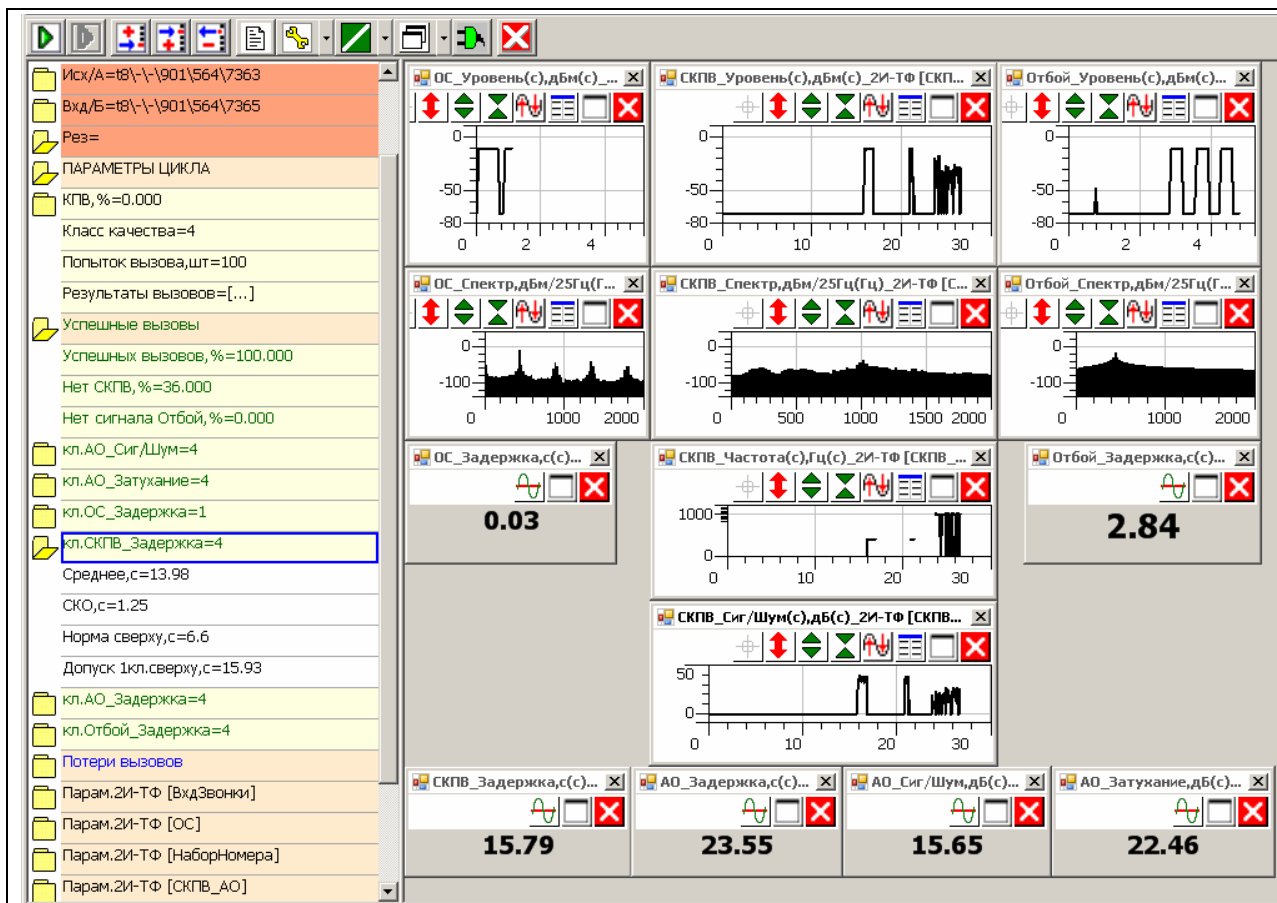 Исх/А=t8\-\-\901\564\7363
Вхд/Б=t8\-\-\901\564\7365
Рез=
ПАРАМЕТРЫ ЦИКЛА
КПВ,%=0.000
Класс качества=4
Попыток вызова,шт=100
Результаты вызовов=[...]
Успешные вызовы
Успешных вызовов,%=100.000
Нет СКПВ,%=36.000
Нет сигнала Отбой,%=0.000
кл.АО_Сиг/Шум=4
кл.АО_Затухание=4
кл.ОС_Задержка=1
кл.СКПВ_Задержка=4
Среднее,с=13.98
СКО,с=1.25
Норма сверху,с=6.6
Допуск 1кл.сверху,с=15.93
кл.АО_Задержка=4
кл.Отбой_Задержка=4
Потери вызовов
Парам.2И-ТФ [ВхдЗвонки]
Парам.2И-ТФ [ОС]
Парам.2И-ТФ [НаборНомера]
Парам.2И-ТФ [СКПВ_АО]
ОС_Уровень(с),дБм(с)_...
0
-50
-80
0 2 4
СКПВ_Уровень(с),дБм(с)_2И-ТФ [СКП...
0
-50
-80
0 10 20 30
Отбой_Уровень(с),дБм(с)...
0
-50
-80
0 2 4
ОС_Спектр,дБм/25Гц(Г...
0
-100
0 1000 2000
СКПВ_Спектр,дБм/25Гц(Гц)_2И-ТФ [С...
0
-100
0 500 1000 1500 2000
Отбой_Спектр,дБм/25Гц(Г...
0
-100
0 1000 2000
ОС_Задержка,с(с)...
0.03
СКПВ_Частота(с),Гц(с)_2И-ТФ [СКПВ_...
1000
0
0 10 20 30
Отбой_Задержка,с(с)...
2.84
СКПВ_Сиг/Шум(с),дБ(с)_2И-ТФ [СКПВ...
50
0
0 10 20 30
СКПВ_Задержка,с(с)...
15.79
АО_Задержка,с(с)...
23.55
АО_Сиг/Шум,дБ(с)...
15.65
АО_Затухание,дБ(с)...
22.46